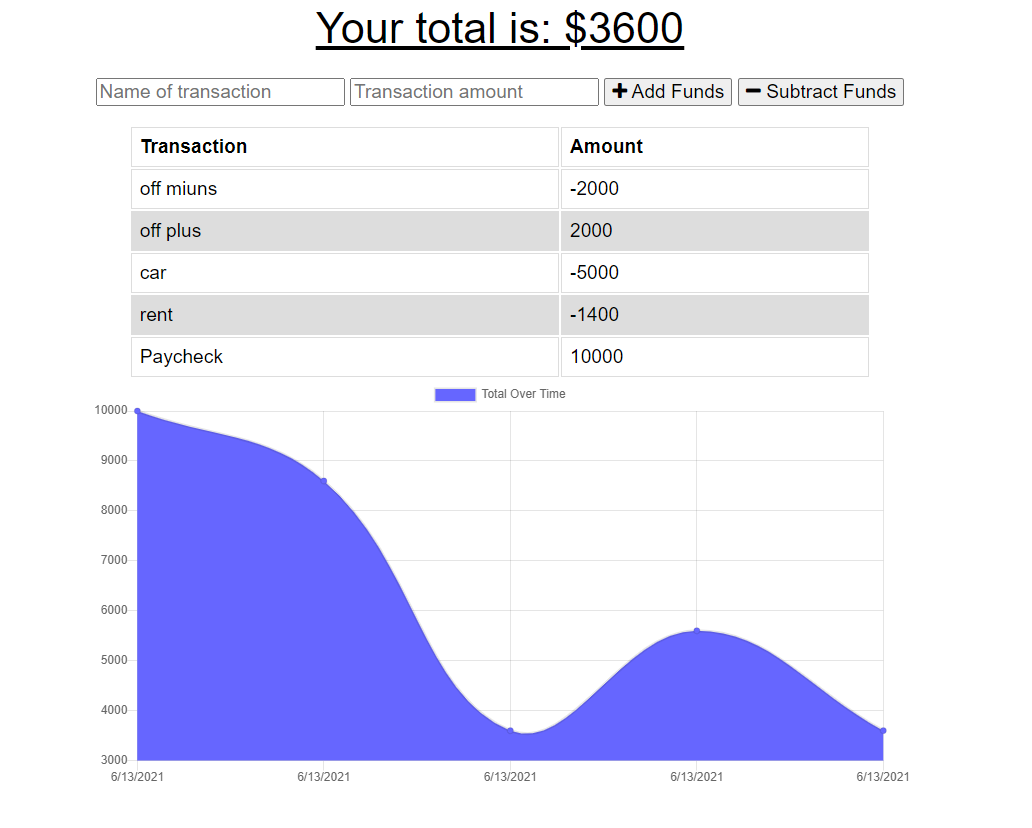 Your total is: $3600
Name of transaction Transaction amount Add Funds Subtract Funds
Transaction Amount
off miuns -2000
off plus 2000
car -5000
rent -1400
Paycheck 10000
Total Over Time
10000
9000
8000
7000
6000
5000
4000
3000
6/13/2021 6/13/2021 6/13/2021 6/13/2021 6/13/2021